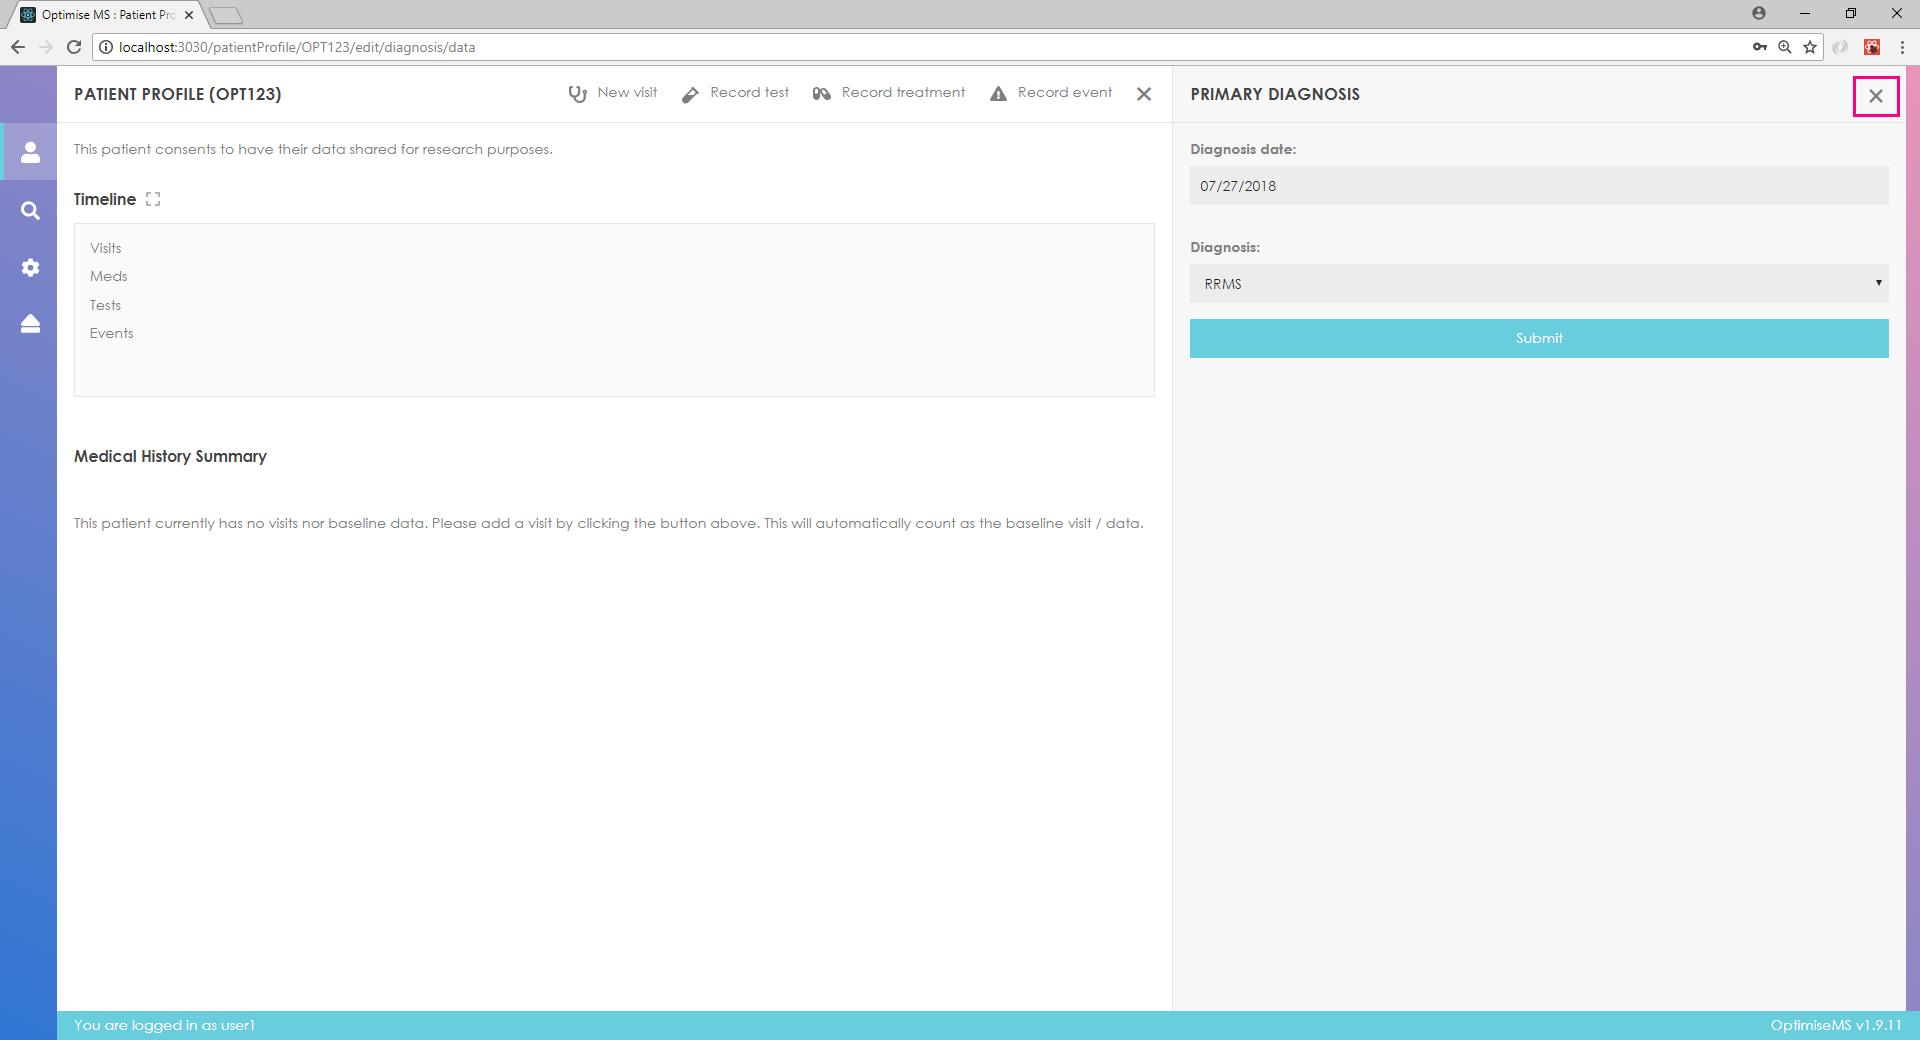 Optimise MS : Patient Pro
localhost:3030/patientProfile/OPT123/edit/diagnosis/data
PATIENT PROFILE (OPT123)
New visit
Record test
Record treatment
Record event
This patient consents to have their data shared for research purposes.
Timeline
Visits
Meds
Tests
Events
Medical History Summary
This patient currently has no visits nor baseline data. Please add a visit by clicking the button above. This will automatically count as the baseline visit / data.
PRIMARY DIAGNOSIS
Diagnosis date:
07/27/2018
Diagnosis:
RRMS
Submit
You are logged in as user1
OptimiseMS v1.9.11